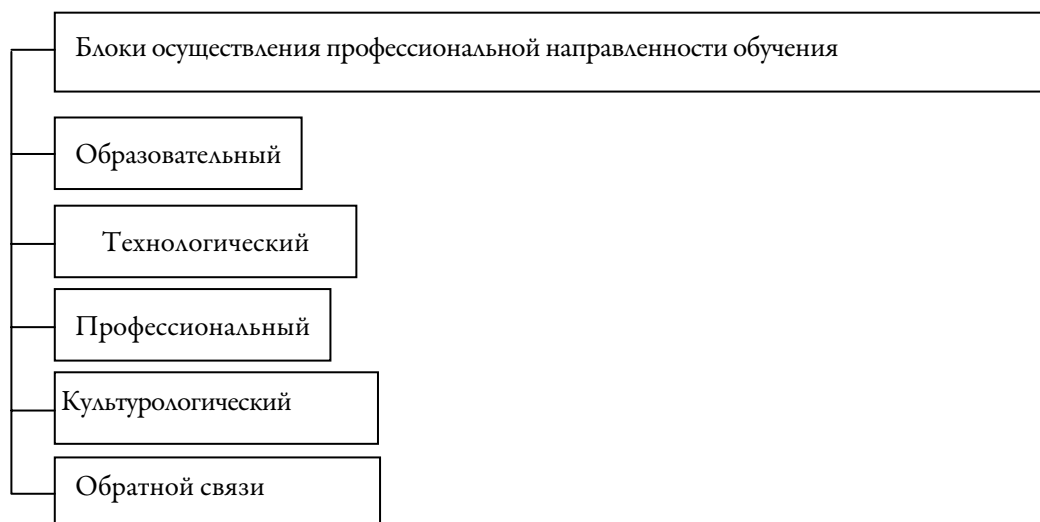 Блоки осуществления профессиональной направленности обучения
Образовательный
Технологический
Профессиональный
Культурологический
Обратной связи